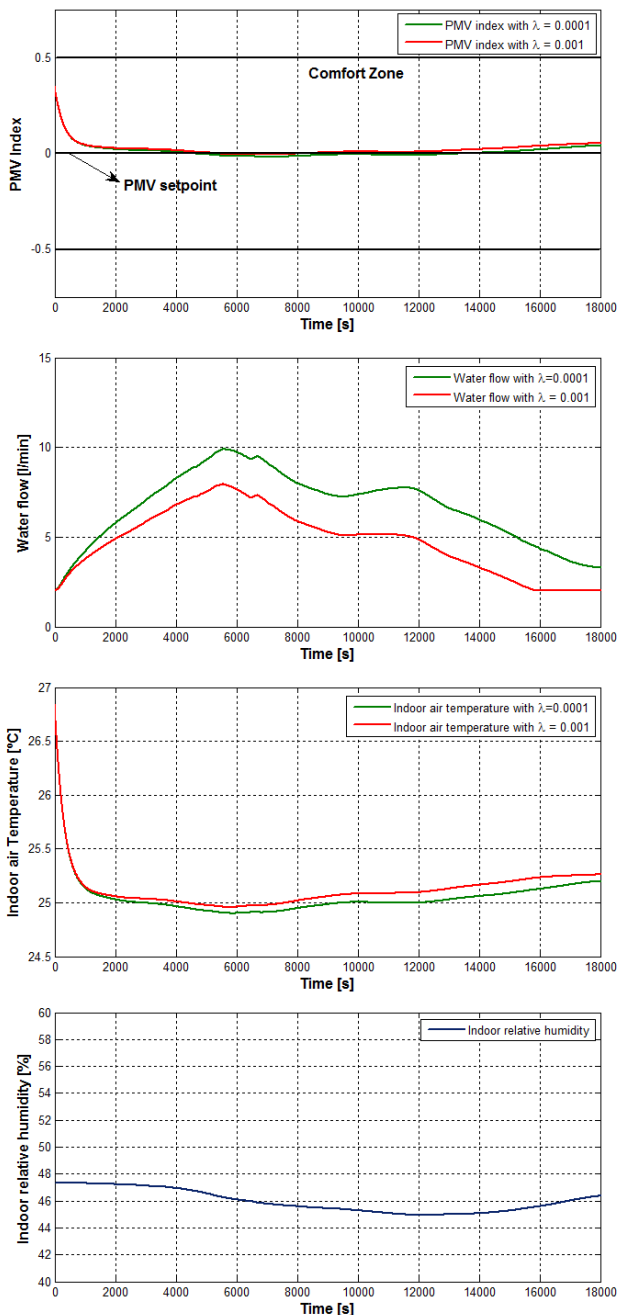 PMV index with λ = 0.0001
PMV index with λ = 0.001
Comfort Zone
PMV setpoint
PMV Index
0.5
0
-0.5
0 2000 4000 6000 8000 10000 12000 14000 16000 18000
Time [s]
Water flow with λ=0.0001
Water flow with λ = 0.001
Water flow [l/min]
15
10
5
0
0 2000 4000 6000 8000 10000 12000 14000 16000 18000
Time [s]
Indoor air temperature with λ=0.0001
Indoor air temperature with λ = 0.001
Indoor air Temperature [ºC]
27
26.5
26
25.5
25
24.5
0 2000 4000 6000 8000 10000 12000 14000 16000 18000
Time [s]
Indoor relative humidity
Indoor relative humidity [%]
60
58
56
54
52
50
48
46
44
42
40
0 2000 4000 6000 8000 10000 12000 14000 16000 18000
Time [s]